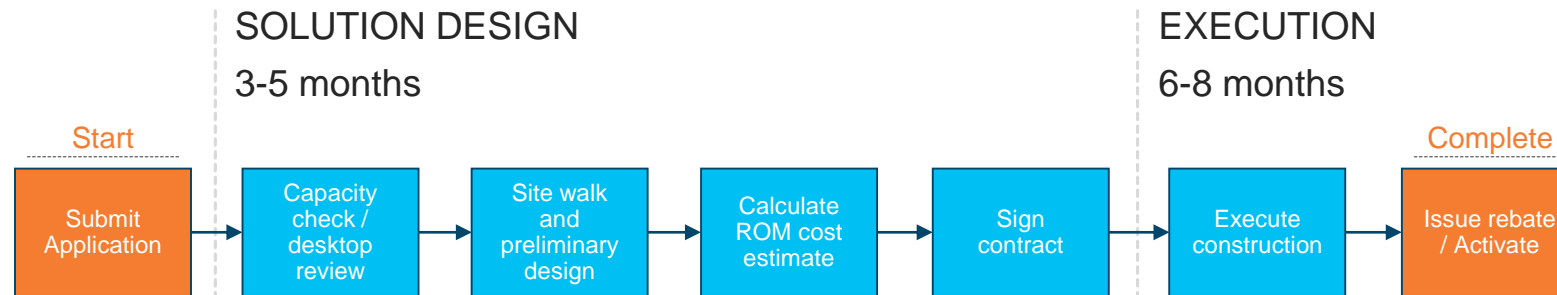 SOLUTION DESIGN
3-5 months
EXECUTION
6-8 months
Start
Complete
Submit
Application
Capacity
check /
desktop
review
Site walk
and
preliminary
design
Calculate
ROM cost
estimate
Sign
contract
Execute
construction
Issue rebate
/ Activate